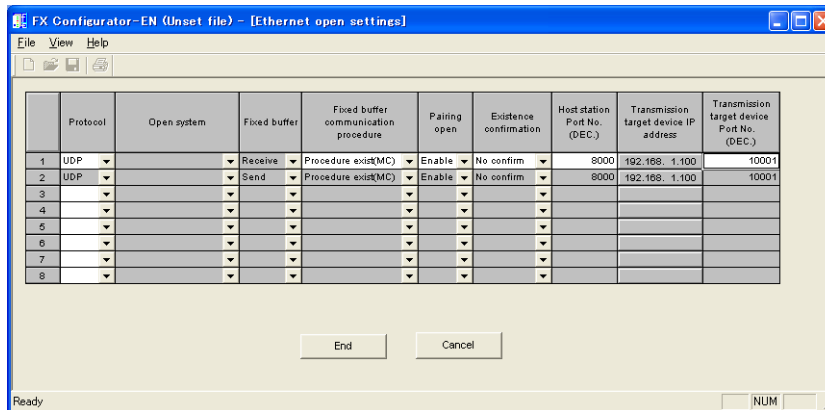 FX Configurator-EN (Unset file) - [Ethernet open settings]
File View Help
Protocol Open system Fixed buffer Fixed buffer communication procedure Pairing open Existence confirmation Host station Port No. (DEC.) Transmission target device IP address Transmission target device Port No. (DEC.)
1 UDP Receive Procedure exist(MC) Enable No confirm 8000 192.168. 1.100 10001
2 UDP Send Procedure exist(MC) Enable No confirm 8000 192.168. 1.100 10001
3
4
5
6
7
8
End Cancel
Ready NUM